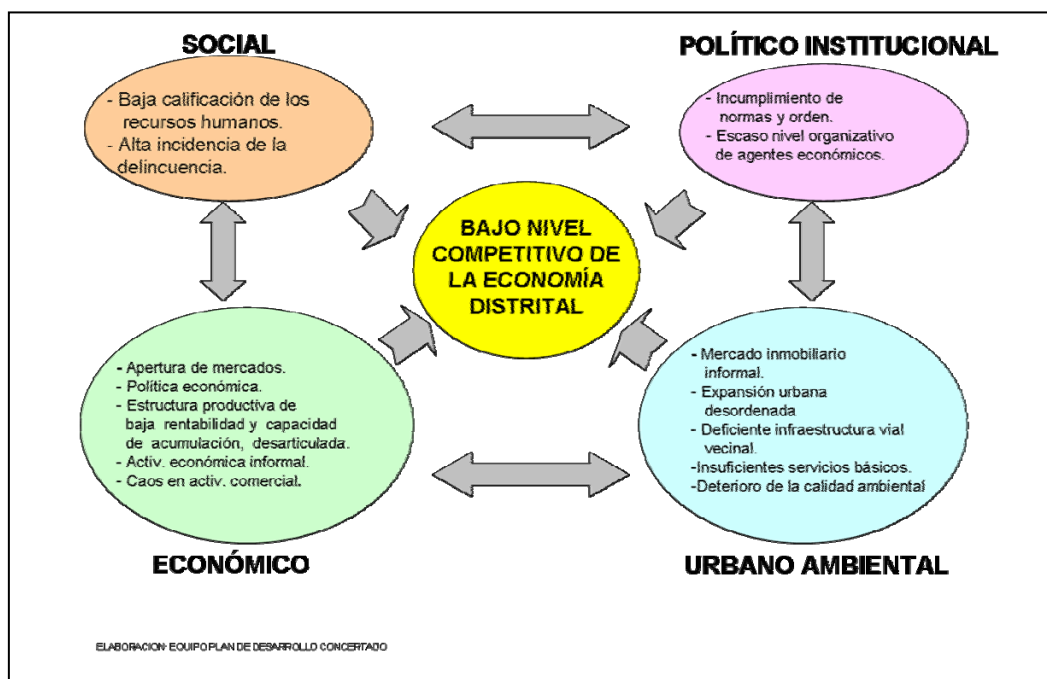 SOCIAL
- Baja calificación de los
recursos humanos.
- Alta incidencia de la
delincuencia.
POLÍTICO INSTITUCIONAL
- Incumplimiento de
normas y orden.
- Escaso nivel organizativo
de agentes económicos.
BAJO NIVEL
COMPETITIVO DE
LA ECONOMÍA
DISTRITAL
- Apertura de mercados.
- Política económica.
- Estructura productiva de
baja rentabilidad y capacidad
de acumulación, desarticulada.
- Activ. económica informal.
- Caos en activ. comercial.
ECONÓMICO
- Mercado inmobiliario
informal.
- Expansión urbana
desordenada
- Deficiente infraestructura vial
vecinal.
-Insuficientes servicios básicos.
-Deterioro de la calidad ambiental
URBANO AMBIENTAL
ELABORACION: EQUIPO PLAN DE DESARROLLO CONCERTADO